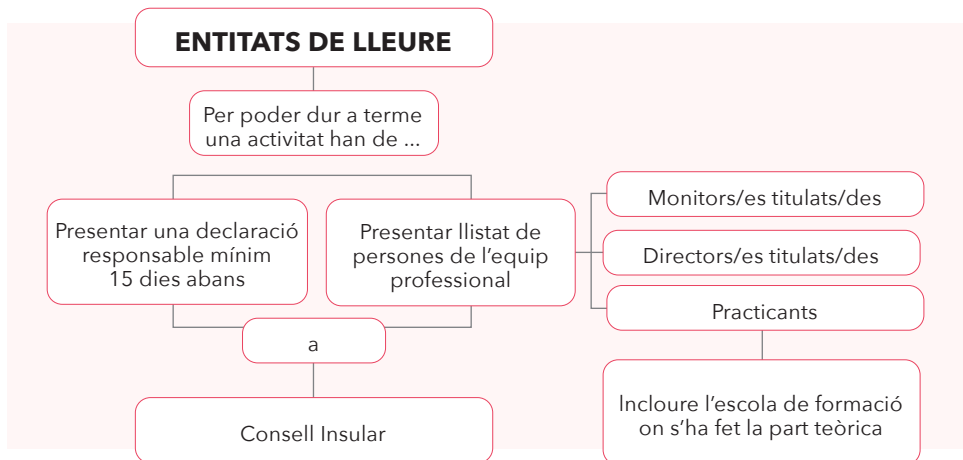 ENTITATS DE LLEURE
Per poder dur a terme
una activitat han de ...
Presentar una declaració
responsable mínim
15 dies abans
Presentar llistat de
persones de l'equip
professional
Monitors/es titulats/des
Directors/es titulats/des
Practicants
Incloure l'escola de formació
on s'ha fet la part teòrica
a
Consell Insular